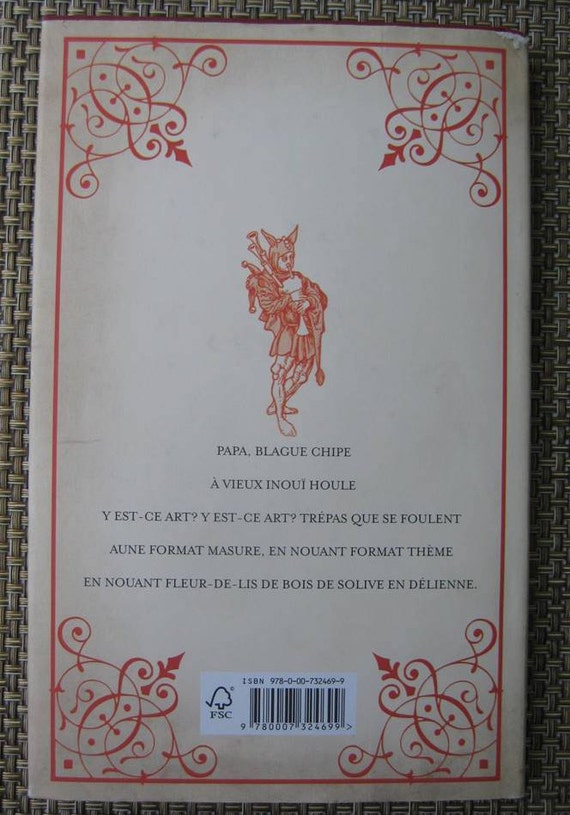 PAPA, BLAGUE CHIPE
À VIEUX INOUÏ HOULE
Y EST-CE ART? Y EST-CE ART? TRÉPAS QUE SE FOULENT
AUNE FORMAT MASURE, EN NOUANT FORMAT THÈME
EN NOUANT FLEUR-DE-LIS DE BOIS DE SOLIVE EN DÉLIENNE.
ISBN 978-0-00-732469-9
FSC
9 780007 324699 >